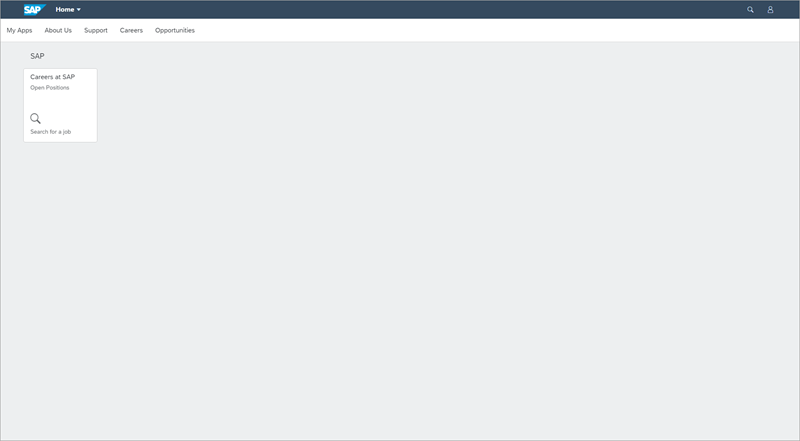 SAP Home
My Apps About Us Support Careers Opportunities
SAP
Careers at SAP
Open Positions
Search for a job